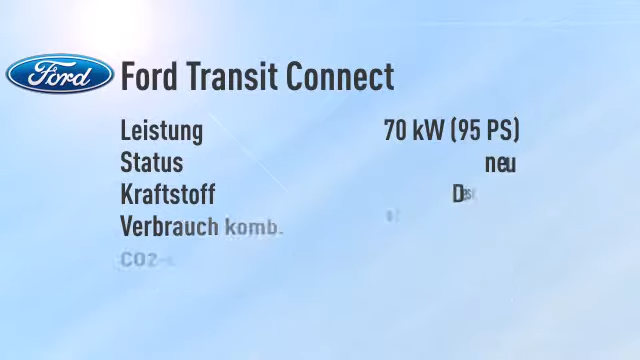 Ford
Ford Transit Connect
Leistung 70 kW (95 PS)
Status neu
Kraftstoff
Verbrauch komb.
CO2